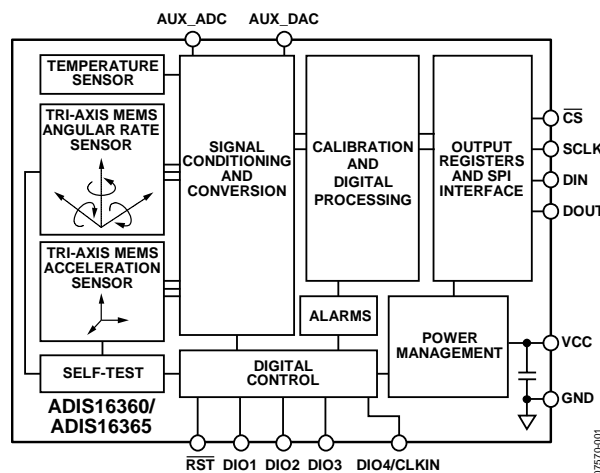 AUX_ADC
AUX_DAC
TEMPERATURE
SENSOR
TRI-AXIS MEMS
ANGULAR RATE
SENSOR
SIGNAL
CONDITIONING
AND
CONVERSION
CALIBRATION
AND
DIGITAL
PROCESSING
OUTPUT
REGISTERS
AND SPI
INTERFACE
CS
SCLK
DIN
DOUT
TRI-AXIS MEMS
ACCELERATION
SENSOR
ALARMS
POWER
MANAGEMENT
VCC
SELF-TEST
DIGITAL
CONTROL
GND
ADIS16360/
ADIS16365
RST
DIO1
DIO2
DIO3
DIO4/CLKIN
07570-001